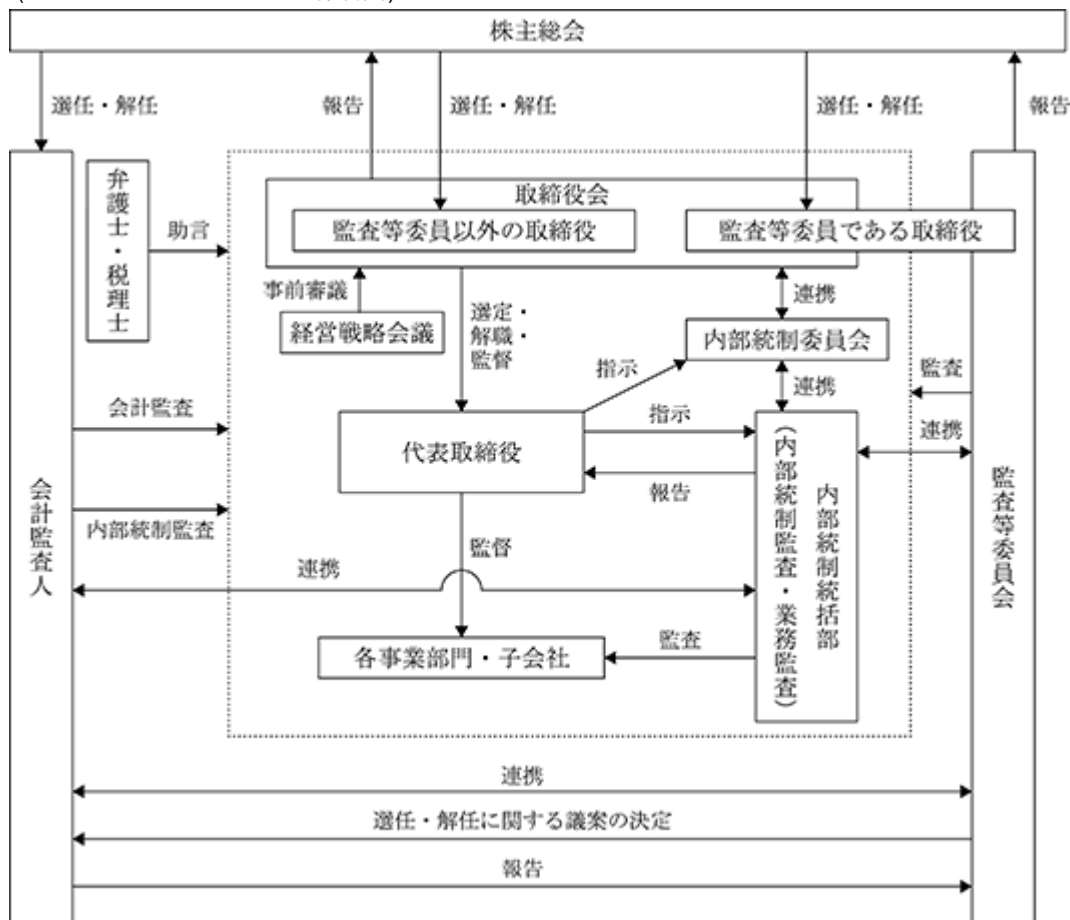 株主総会
選任・解任
報告
選任・解任
選任・解任
報告
弁護士・税理士
助言
取締役会
監査等委員以外の取締役
監査等委員である取締役
事前審議
経営戦略会議
選定・
解職・
監督
連携
内部統制委員会
指示
連携
監査
会計監査
代表取締役
指示
報告
連携
内部統制監査
会計監査人
内部統制統括部
(内部統制監査・業務監査)
監査等委員会
監督
連携
各事業部門・子会社
監査
連携
選任・解任に関する議案の決定
報告